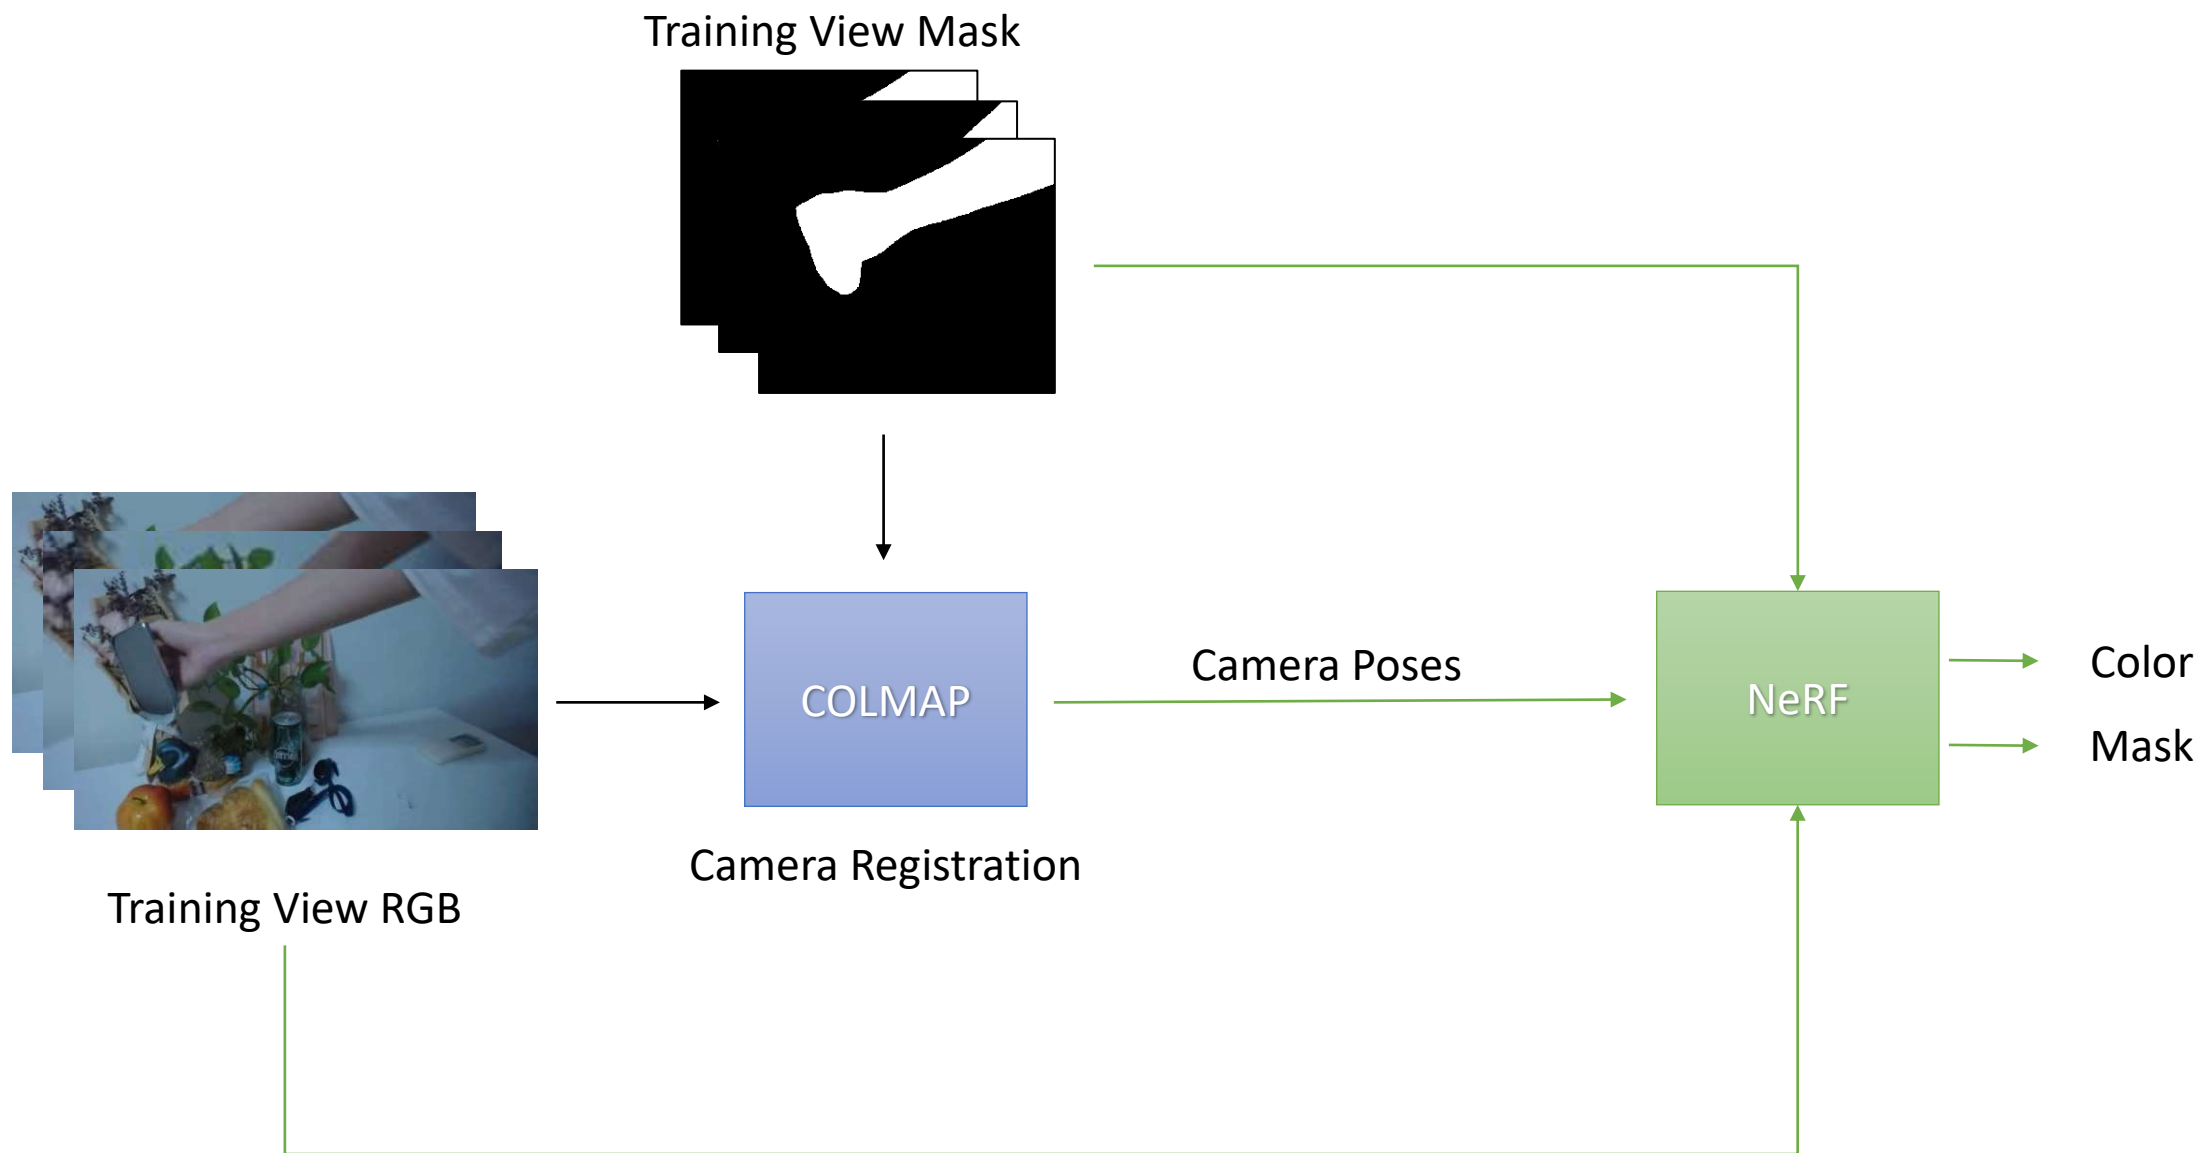 Training View Mask
Camera Poses
Color
COLMAP
NeRF
Mask
Camera Registration
Training View RGB